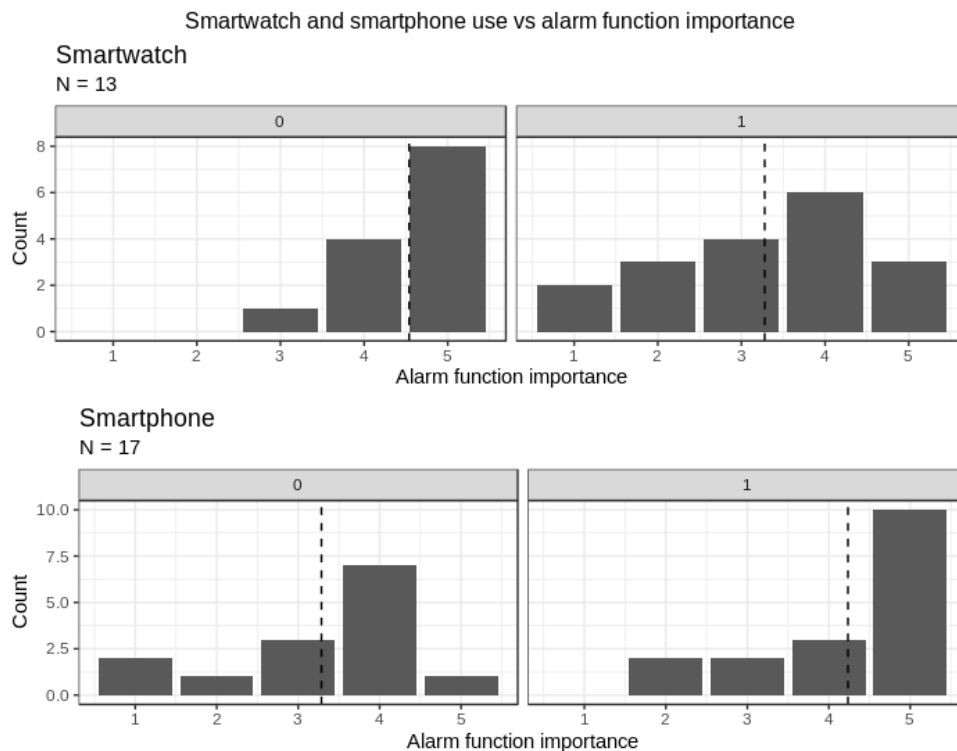 Smartwatch and smartphone use vs alarm function importance
Smartwatch
N = 13
0 1
8
6
4
2
0
Count
1 2 3 4 5 1 2 3 4 5
Alarm function importance
Smartphone
N = 17
0 1
10.0
7.5
5.0
2.5
0.0
Count
1 2 3 4 5 1 2 3 4 5
Alarm function importance